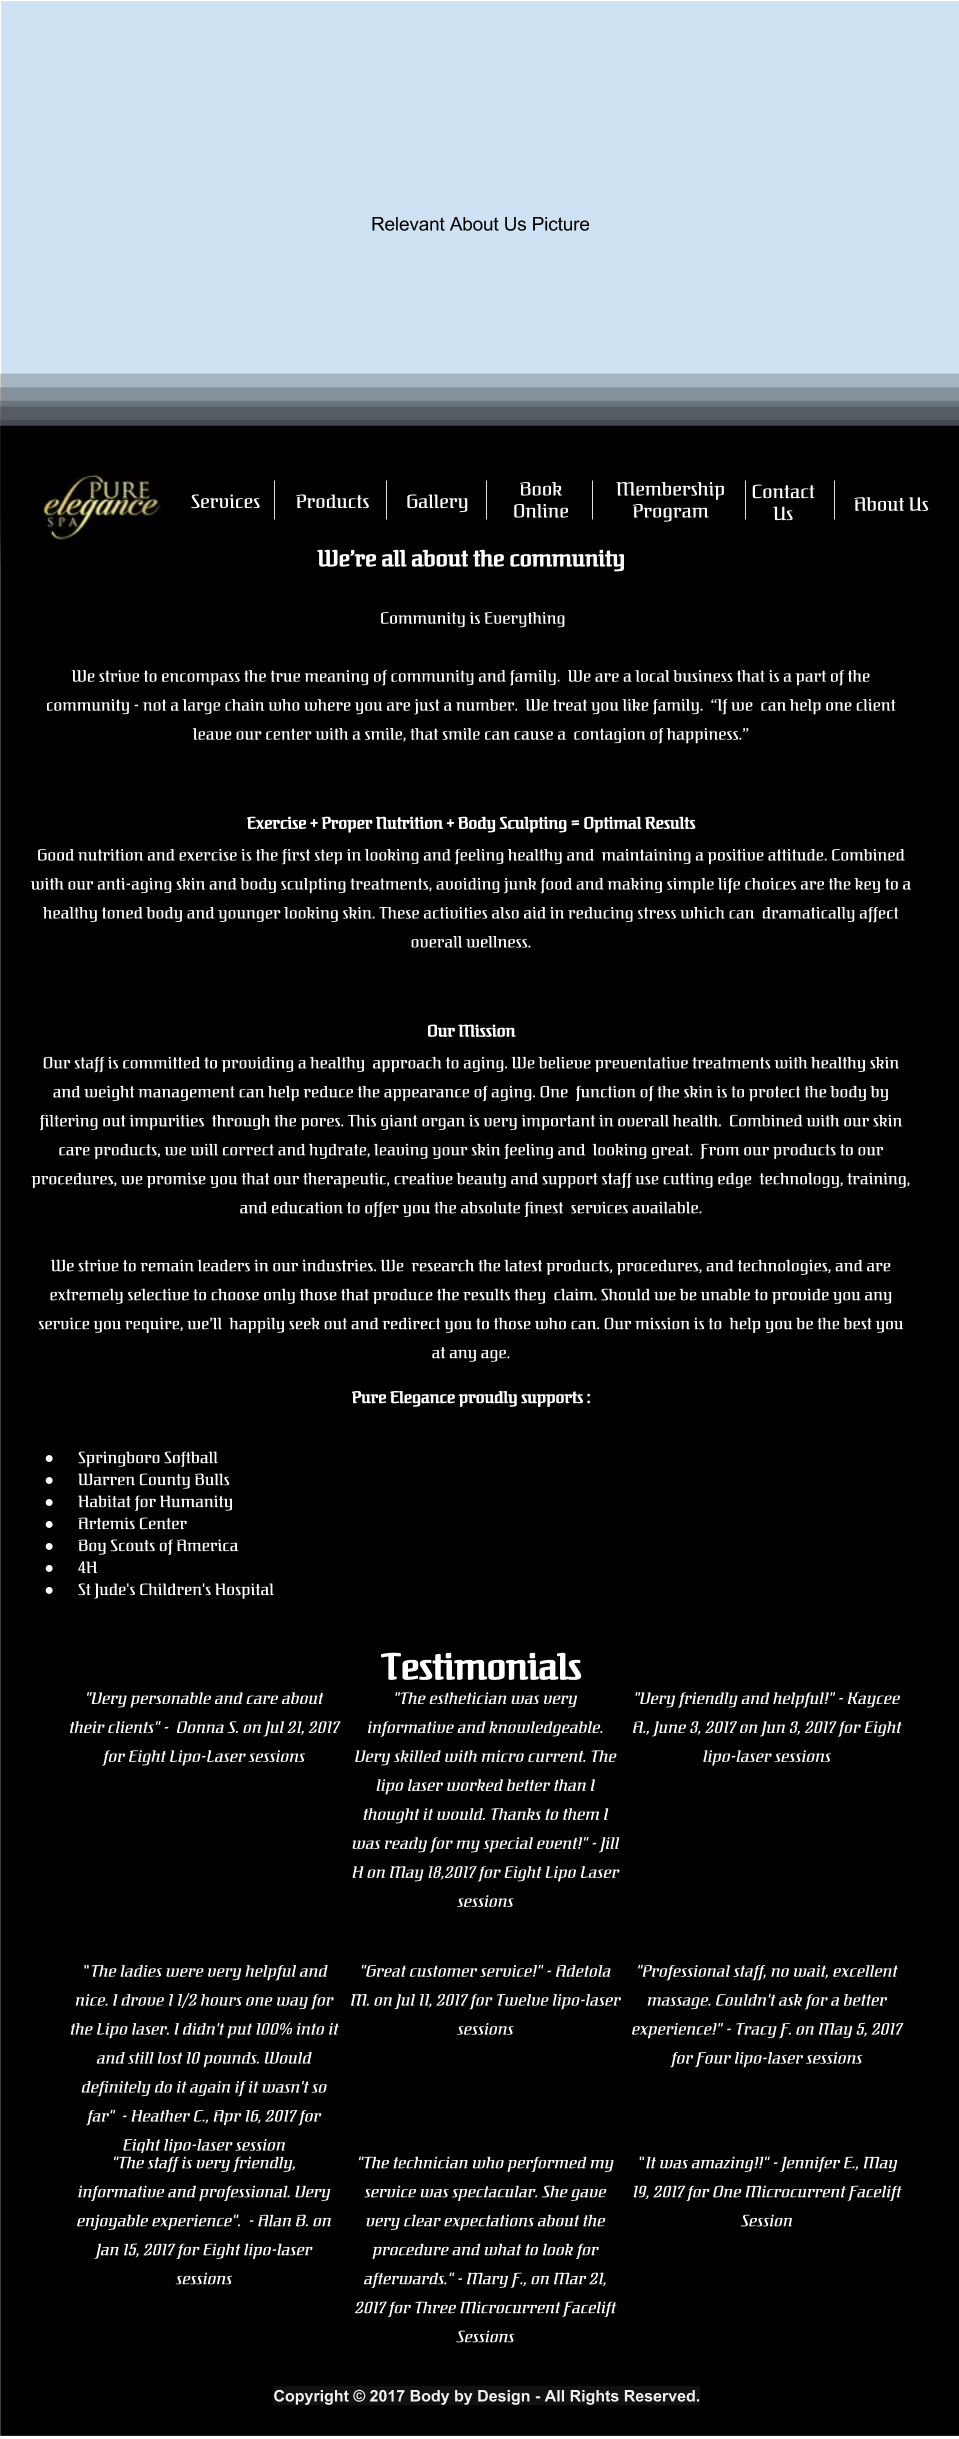 Relevant About Us Picture
PURE
elegance
SPA
Services
Products
Gallery
Book
Online
Membership
Program
Contact
Us
About Us
We're all about the community
Community is Everything
We strive to encompass the true meaning of community and family. We are a local business that is a part of the
community - not a large chain who where you are just a number. We treat you like family. “If we can help one client
leave our center with a smile, that smile can cause a contagion of happiness.”
Exercise + Proper Nutrition + Body Sculpting = Optimal Results
Good nutrition and exercise is the first step in looking and feeling healthy and maintaining a positive attitude. Combined
with our anti-aging skin and body sculpting treatments, avoiding junk food and making simple life choices are the key to a
healthy toned body and younger looking skin. These activities also aid in reducing stress which can dramatically affect
overall wellness.
Our Mission
Our staff is committed to providing a healthy approach to aging. We believe preventative treatments with healthy skin
and weight management can help reduce the appearance of aging. One function of the skin is to protect the body by
filtering out impurities through the pores. This giant organ is very important in overall health. Combined with our skin
care products, we will correct and hydrate, leaving your skin feeling and looking great. From our products to our
procedures, we promise you that our therapeutic, creative beauty and support staff use cutting edge technology, training,
and education to offer you the absolute finest services available.
We strive to remain leaders in our industries. We research the latest products, procedures, and technologies, and are
extremely selective to choose only those that produce the results they claim. Should we be unable to provide you any
service you require, we'll happily seek out and redirect you to those who can. Our mission is to help you be the best you
at any age.
Pure Elegance proudly supports :
● Springboro Softball
● Warren County Bulls
● Habitat for Humanity
● Artemis Center
● Boy Scouts of America
● 4H
● St Jude's Children's Hospital
Testimonials
"Very personable and care about
their clients" - Donna S. on Jul 21, 2017
for Eight Lipo-Laser sessions
"The esthetician was very
informative and knowledgeable.
Very skilled with micro current. The
lipo laser worked better than I
thought it would. Thanks to them I
was ready for my special event!" - Jill
H on May 18,2017 for Eight Lipo Laser
sessions
"Very friendly and helpful!" - Kaycee
A., June 3, 2017 on Jun 3, 2017 for Eight
lipo-laser sessions
"The ladies were very helpful and
nice. I drove 1 1/2 hours one way for
the Lipo laser. I didn't put 100% into it
and still lost 10 pounds. Would
definitely do it again if it wasn't so
far" - Heather C., Apr 16, 2017 for
Eight lipo-laser session
"Great customer service!" - Adetola
M. on Jul 11, 2017 for Twelve lipo-laser
sessions
"Professional staff, no wait, excellent
massage. Couldn't ask for a better
experience!" - Tracy F. on May 5, 2017
for Four lipo-laser sessions
"The staff is very friendly,
informative and professional. Very
enjoyable experience". - Alan B. on
Jan 15, 2017 for Eight lipo-laser
sessions
"The technician who performed my
service was spectacular. She gave
very clear expectations about the
procedure and what to look for
afterwards." - Mary F., on Mar 21,
2017 for Three Microcurrent Facelift
Sessions
"It was amazing!!" - Jennifer E., May
19, 2017 for One Microcurrent Facelift
Session
Copyright © 2017 Body by Design - All Rights Reserved.